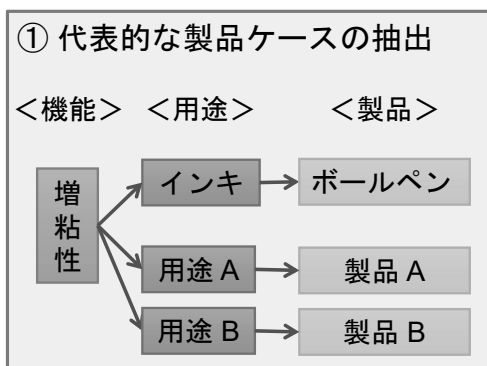 ① 代表的な製品ケースの抽出
＜機能＞ ＜用途＞ ＜製品＞
増粘性
インキ ボールペン
用途 A 製品 A
用途 B 製品 B